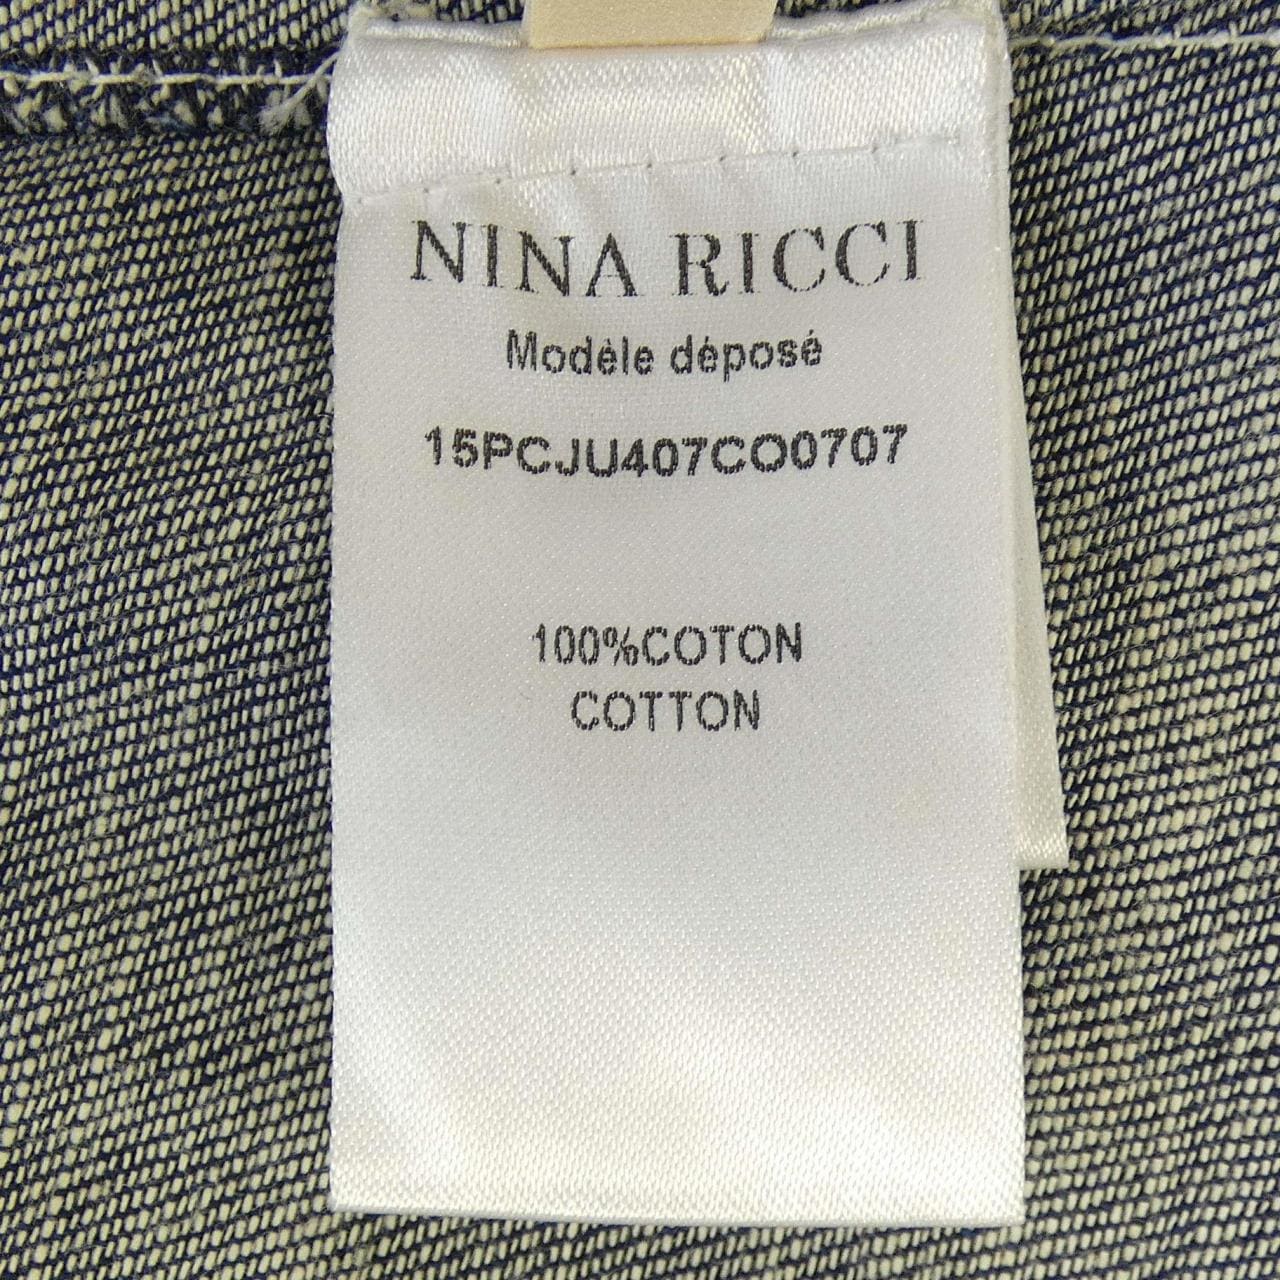 NINA RICCI
Modèle déposé
15PCJU407CO0707
100%COTON
COTTON